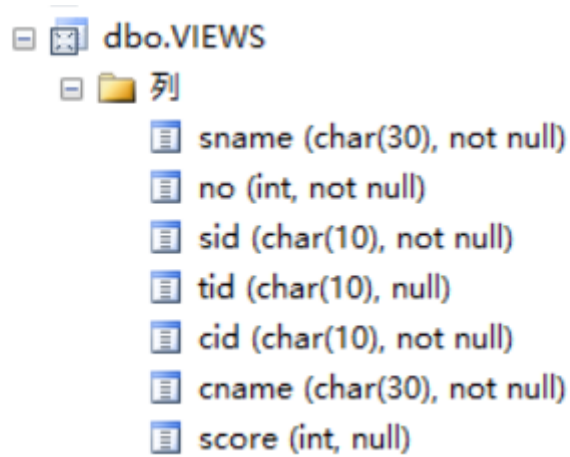 dbo.VIEWS
列
sname (char(30), not null)
no (int, not null)
sid (char(10), not null)
tid (char(10), null)
cid (char(10), not null)
cname (char(30), not null)
score (int, null)